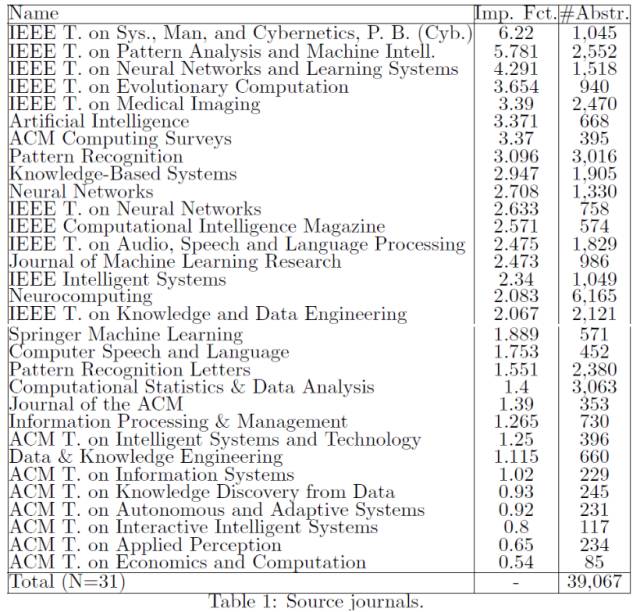 Name Imp. Fct. #Abstr.
IEEE T. on Sys., Man, and Cybernetics, P. B. (Cyb.) 6.22 1,045
IEEE T. on Pattern Analysis and Machine Intell. 5.781 2,552
IEEE T. on Neural Networks and Learning Systems 4.291 1,518
IEEE T. on Evolutionary Computation 3.654 940
IEEE T. on Medical Imaging 3.39 2,470
Artificial Intelligence 3.371 668
ACM Computing Surveys 3.37 395
Pattern Recognition 3.096 3,016
Knowledge-Based Systems 2.947 1,905
Neural Networks 2.708 1,330
IEEE T. on Neural Networks 2.633 758
IEEE Computational Intelligence Magazine 2.571 574
IEEE T. on Audio, Speech and Language Processing 2.475 1,829
Journal of Machine Learning Research 2.473 986
IEEE Intelligent Systems 2.34 1,049
Neurocomputing 2.083 6,165
IEEE T. on Knowledge and Data Engineering 2.067 2,121
Springer Machine Learning 1.889 571
Computer Speech and Language 1.753 452
Pattern Recognition Letters 1.551 2,380
Computational Statistics & Data Analysis 1.4 3,063
Journal of the ACM 1.39 353
Information Processing & Management 1.265 730
ACM T. on Intelligent Systems and Technology 1.25 396
Data & Knowledge Engineering 1.115 660
ACM T. on Information Systems 1.02 229
ACM T. on Knowledge Discovery from Data 0.93 245
ACM T. on Autonomous and Adaptive Systems 0.92 231
ACM T. on Interactive Intelligent Systems 0.8 117
ACM T. on Applied Perception 0.65 234
ACM T. on Economics and Computation 0.54 85
Total (N=31) - 39,067
Table 1: Source journals.